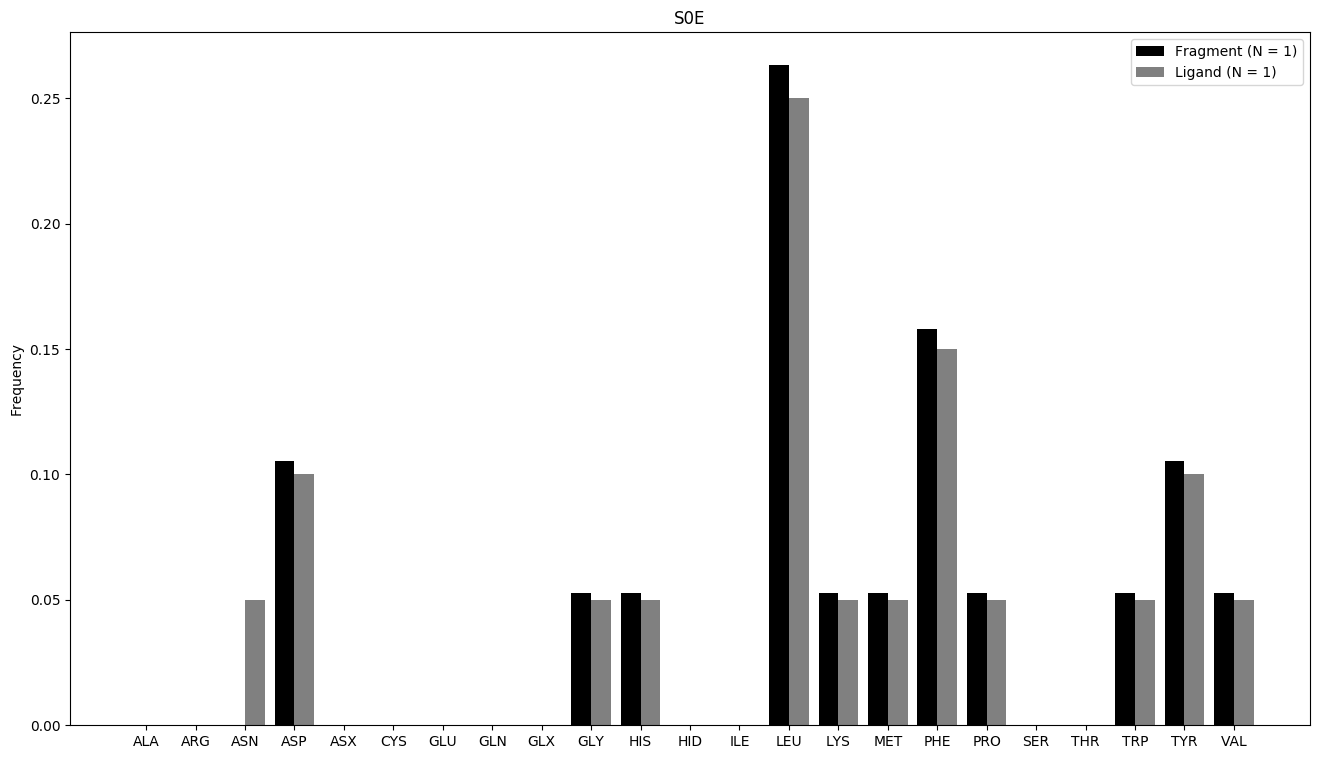 S0E
Fragment (N = 1)
Ligand (N = 1)
Frequency
0.25
0.20
0.15
0.10
0.05
0.00
ALA ARG ASN ASP ASX CYS GLU GLN GLX GLY HIS HID ILE LEU LYS MET PHE PRO SER THR TRP TYR VAL